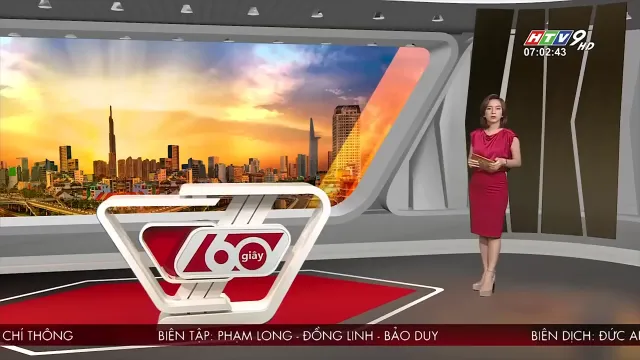 HTV9 HD
07:02:43
60 giây
CHÍ THÔNG BIÊN TẬP: PHẠM LONG - ĐỒNG LINH - BẢO DUY BIÊN DỊCH: ĐỨC